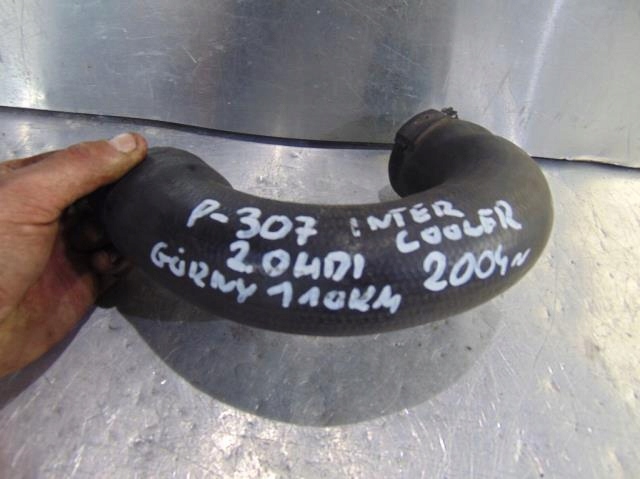 P-307 INTER COOLER
2.0HDI 2004r
GÓRNY 110KM